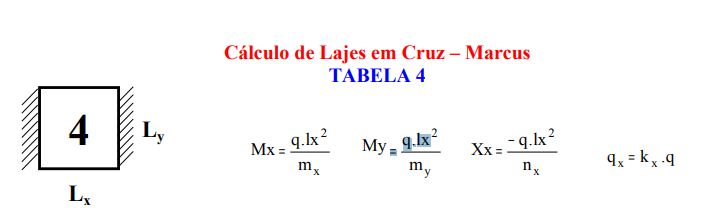 Cálculo de Lajes em Cruz – Marcus
TABELA 4
4
Ly
Lx
Mx = q.lx² / mx
My = q.lx² / my
Xx = - q.lx² / nx
qx = kx .q